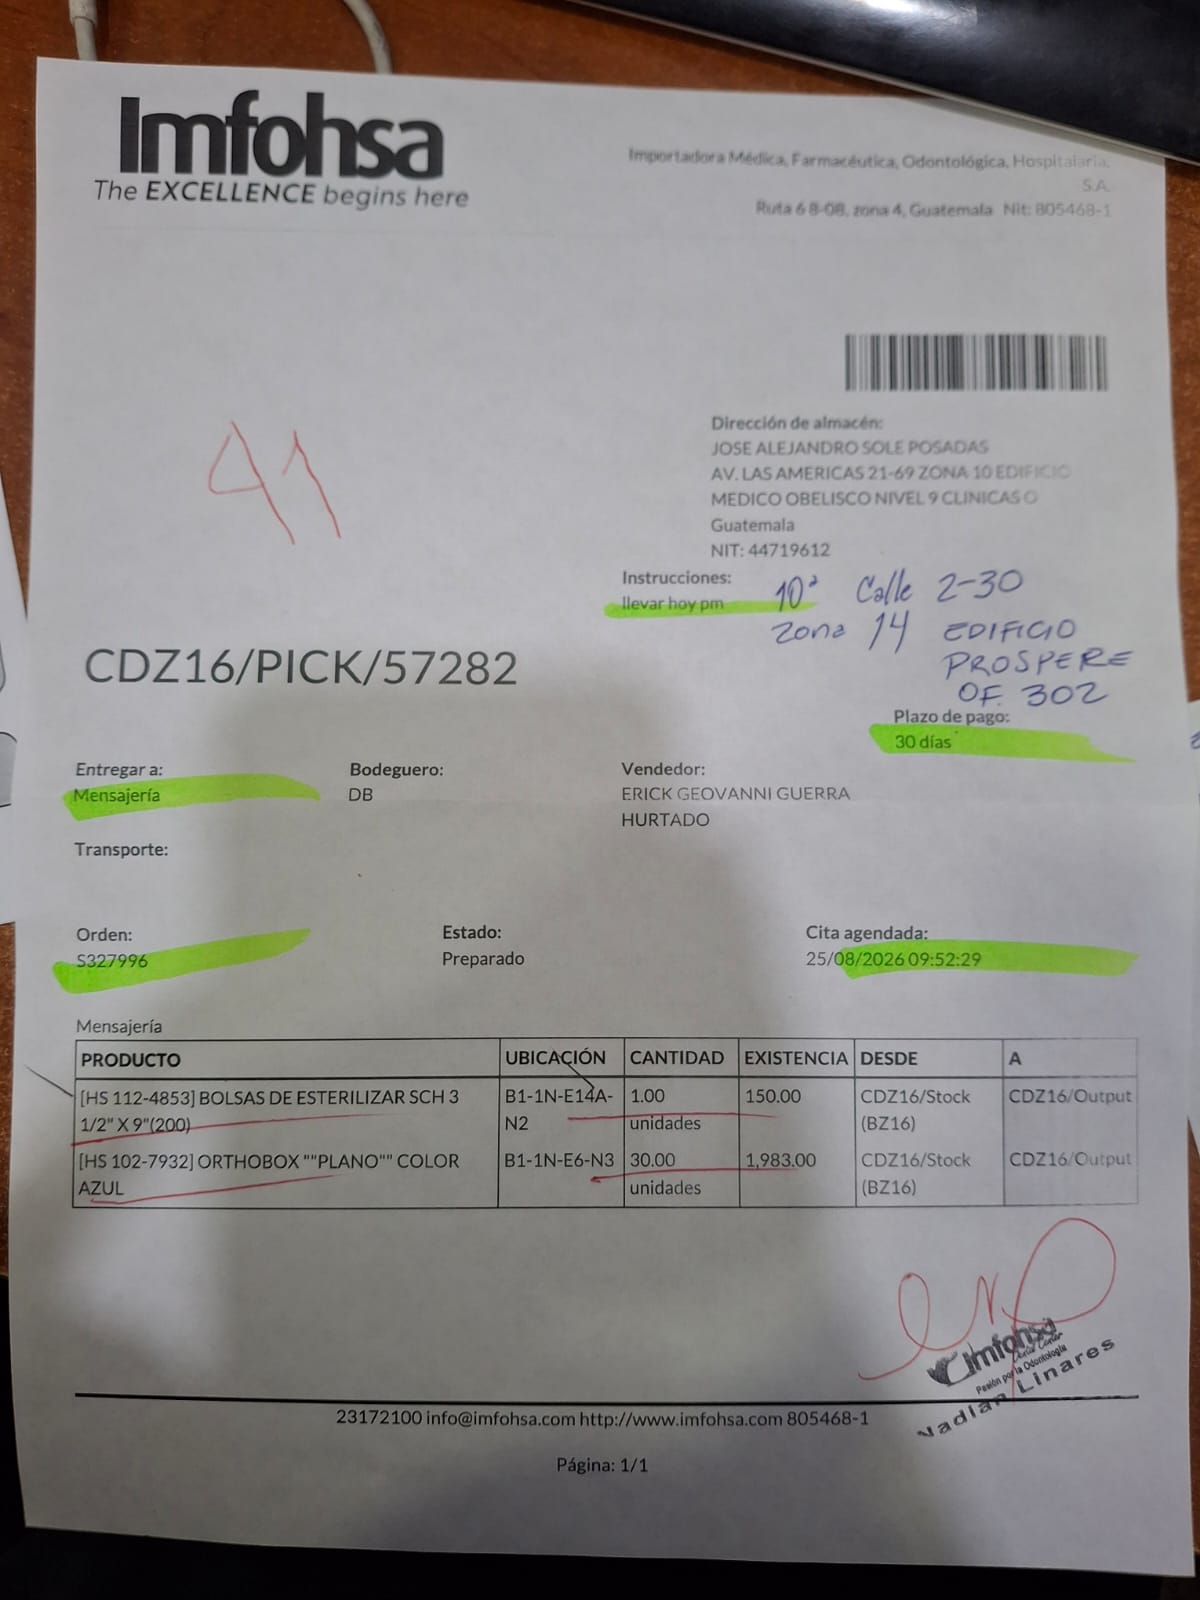 Imfohsa
The EXCELLENCE begins here
Importadora Médica, Farmacéutica, Odontológica, Hospitalaria,
S.A.
Ruta 6 8-08, zona 4, Guatemala Nit: 805468-1
41
Dirección de almacén:
JOSE ALEJANDRO SOLE POSADAS
AV. LAS AMERICAS 21-69 ZONA 10 EDIFICIO
MEDICO OBELISCO NIVEL 9 CLINICAS O
Guatemala
NIT: 44719612
Instrucciones:
llevar hoy pm
10ª Calle 2-30
Zona 14 EDIFICIO
PROSPERE
OF. 302
CDZ16/PICK/57282
Plazo de pago:
30 días
Entregar a:
Mensajería
Bodeguero:
DB
Vendedor:
ERICK GEOVANNI GUERRA
HURTADO
Transporte:
Orden:
S327996
Estado:
Preparado
Cita agendada:
25/08/2026 09:52:29
Mensajería
PRODUCTO UBICACIÓN CANTIDAD EXISTENCIA DESDE A
[HS 112-4853] BOLSAS DE ESTERILIZAR SCH 3 B1-1N-E14A- 1.00 150.00 CDZ16/Stock CDZ16/Output
1/2" X 9"(200) N2 unidades (BZ16)
[HS 102-7932] ORTHOBOX ""PLANO"" COLOR B1-1N-E6-N3 30.00 1,983.00 CDZ16/Stock CDZ16/Output
AZUL unidades (BZ16)
Imfohsa
Dental Center
Pasión por la Odontología
Nadian Linares
23172100 info@imfohsa.com http://www.imfohsa.com 805468-1
Página: 1/1